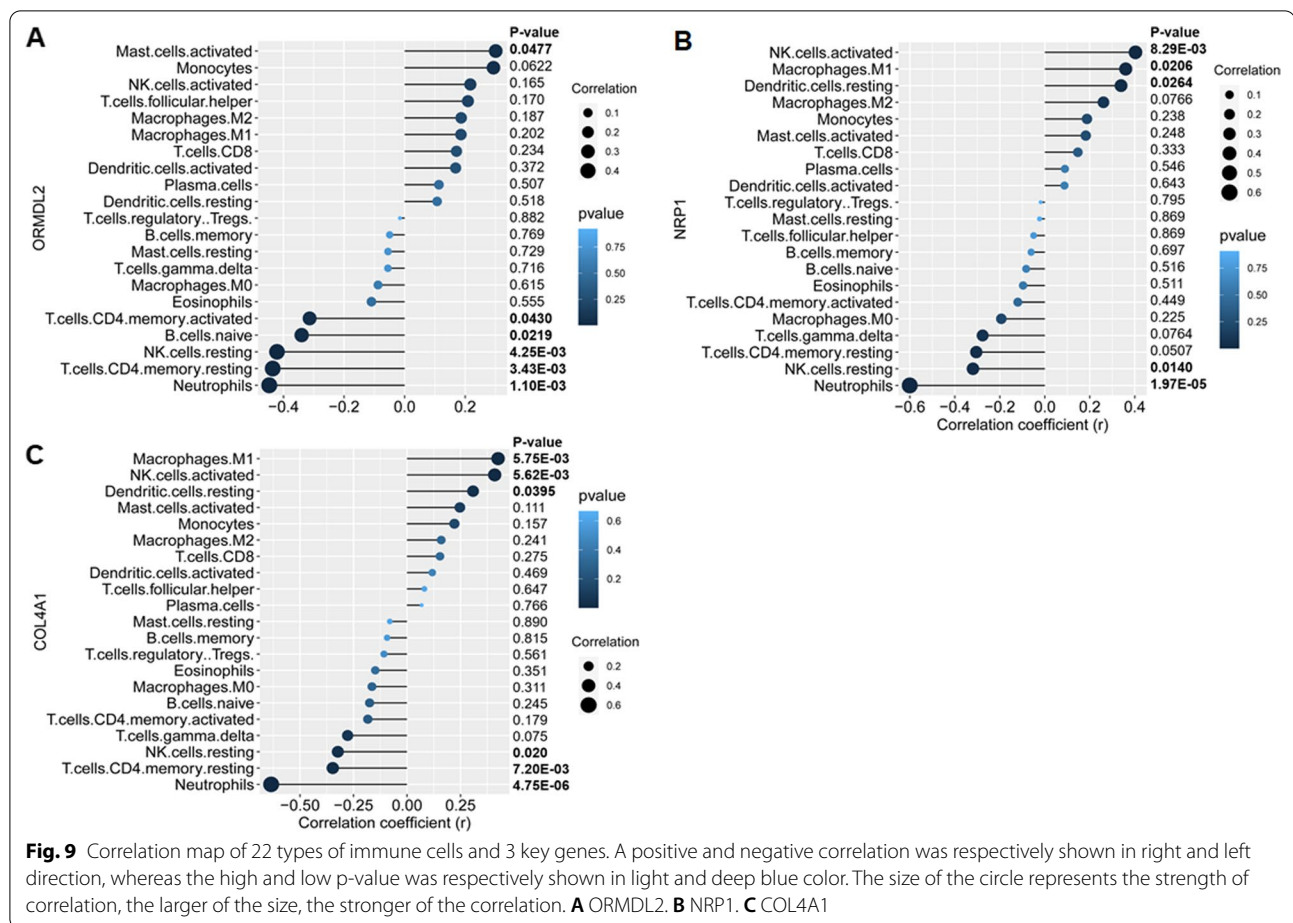 A
P-value
Mast.cells.activated 0.0477
Monocytes 0.0622
NK.cells.activated 0.165
T.cells.follicular.helper 0.170
Macrophages.M2 0.187
Macrophages.M1 0.202
T.cells.CD8 0.234
Dendritic.cells.activated 0.372
Plasma.cells 0.507
Dendritic.cells.resting 0.518
T.cells.regulatory..Tregs. 0.882
B.cells.memory 0.769
Mast.cells.resting 0.729
T.cells.gamma.delta 0.716
Macrophages.M0 0.615
Eosinophils 0.555
T.cells.CD4.memory.activated 0.0430
B.cells.naive 0.0219
NK.cells.resting 4.25E-03
T.cells.CD4.memory.resting 3.43E-03
Neutrophils 1.10E-03
−0.4 −0.2 0.0 0.2
ORMDL2
Correlation
0.1
0.2
0.3
0.4
pvalue
0.75
0.50
0.25
B
P-value
NK.cells.activated 8.29E-03
Macrophages.M1 0.0206
Dendritic.cells.resting 0.0264
Macrophages.M2 0.0766
Monocytes 0.238
Mast.cells.activated 0.248
T.cells.CD8 0.333
Plasma.cells 0.546
Dendritic.cells.activated 0.643
T.cells.regulatory..Tregs. 0.795
Mast.cells.resting 0.869
T.cells.follicular.helper 0.869
B.cells.memory 0.697
B.cells.naive 0.516
Eosinophils 0.511
T.cells.CD4.memory.activated 0.449
Macrophages.M0 0.225
T.cells.gamma.delta 0.0764
T.cells.CD4.memory.resting 0.0507
NK.cells.resting 0.0140
Neutrophils 1.97E-05
−0.6 −0.4 −0.2 0.0 0.2 0.4
Correlation coefficient (r)
NRP1
Correlation
0.1
0.2
0.3
0.4
0.5
0.6
pvalue
0.75
0.50
0.25
C
P-value
Macrophages.M1 5.75E-03
NK.cells.activated 5.62E-03
Dendritic.cells.resting 0.0395
Mast.cells.activated 0.111
Monocytes 0.157
Macrophages.M2 0.241
T.cells.CD8 0.275
Dendritic.cells.activated 0.469
T.cells.follicular.helper 0.647
Plasma.cells 0.766
Mast.cells.resting 0.890
B.cells.memory 0.815
T.cells.regulatory..Tregs. 0.561
Eosinophils 0.351
Macrophages.M0 0.311
B.cells.naive 0.245
T.cells.CD4.memory.activated 0.179
T.cells.gamma.delta 0.075
NK.cells.resting 0.020
T.cells.CD4.memory.resting 7.20E-03
Neutrophils 4.75E-06
−0.50 −0.25 0.00 0.25
Correlation coefficient (r)
COL4A1
pvalue
0.6
0.4
0.2
Correlation
0.2
0.4
0.6
Fig. 9 Correlation map of 22 types of immune cells and 3 key genes. A positive and negative correlation was respectively shown in right and left
direction, whereas the high and low p-value was respectively shown in light and deep blue color. The size of the circle represents the strength of
correlation, the larger of the size, the stronger of the correlation. A ORMDL2. B NRP1. C COL4A1